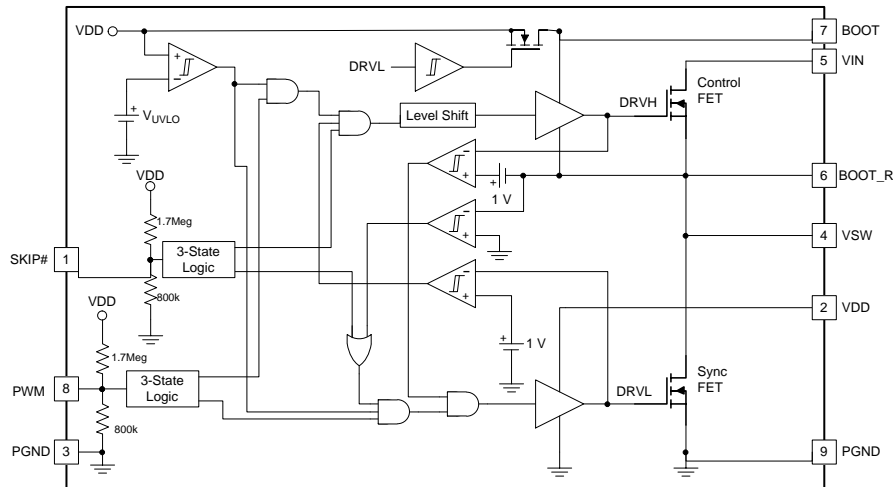 VDD
7 BOOT
5 VIN
DRVL
Control
FET
DRVH
+
−
VUVLO
+
Level Shift
VDD
−
+
+
1 V
6 BOOT_R
1.7Meg
−
+
3-State
Logic
4 VSW
SKIP# 1
800k
−
+
VDD
2 VDD
+
1 V
1.7Meg
Sync
FET
PWM 8
3-State
Logic
DRVL
800k
PGND 3
9 PGND